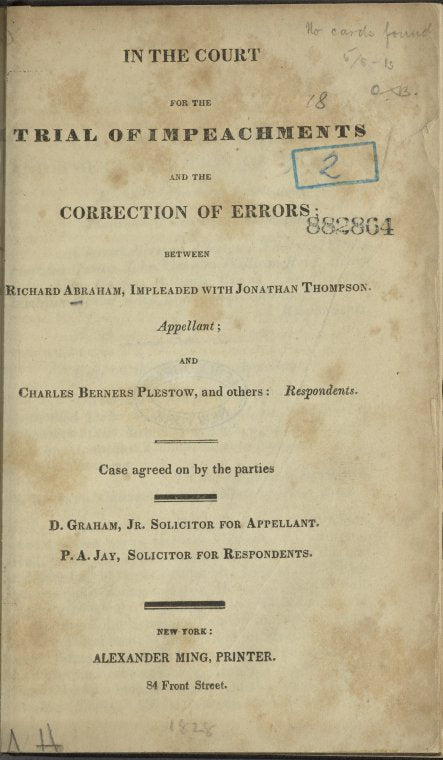 No cards found
5/5-13
O.B.
IN THE COURT
FOR THE
18
TRIAL OF IMPEACHMENTS
AND THE
2
CORRECTION OF ERRORS;
882864
BETWEEN
RICHARD ABRAHAM, IMPLEADED WITH JONATHAN THOMPSON.
Appellant;
AND
CHARLES BERNERS PLESTOW, and others: Respondents.
Case agreed on by the parties
D. GRAHAM, JR. SOLICITOR FOR APPELLANT.
P. A. JAY, SOLICITOR FOR RESPONDENTS.
NEW-YORK:
ALEXANDER MING, PRINTER.
84 Front Street.
1828